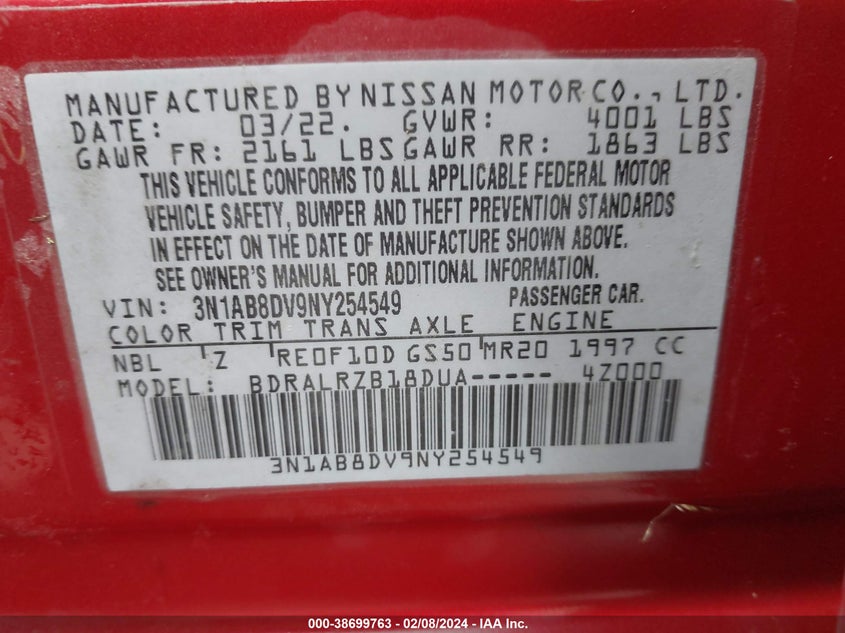 MANUFACTURED BY NISSAN MOTOR CO., LTD.
DATE: 03/22. GVWR: 4001 LBS
GAWR FR: 2161 LBS GAWR RR: 1863 LBS
THIS VEHICLE CONFORMS TO ALL APPLICABLE FEDERAL MOTOR
VEHICLE SAFETY, BUMPER AND THEFT PREVENTION STANDARDS
IN EFFECT ON THE DATE OF MANUFACTURE SHOWN ABOVE.
SEE OWNER'S MANUAL FOR ADDITIONAL INFORMATION.
VIN: 3N1AB8DV9NY254549 PASSENGER CAR.
COLOR TRIM TRANS AXLE ENGINE
NBL Z RE0F10D GS50 MR20 1997 CC
MODEL: BDRALRZB18DUA----- 4Z000
3N1AB8DV9NY254549
000-38699763 - 02/08/2024 - IAA Inc.